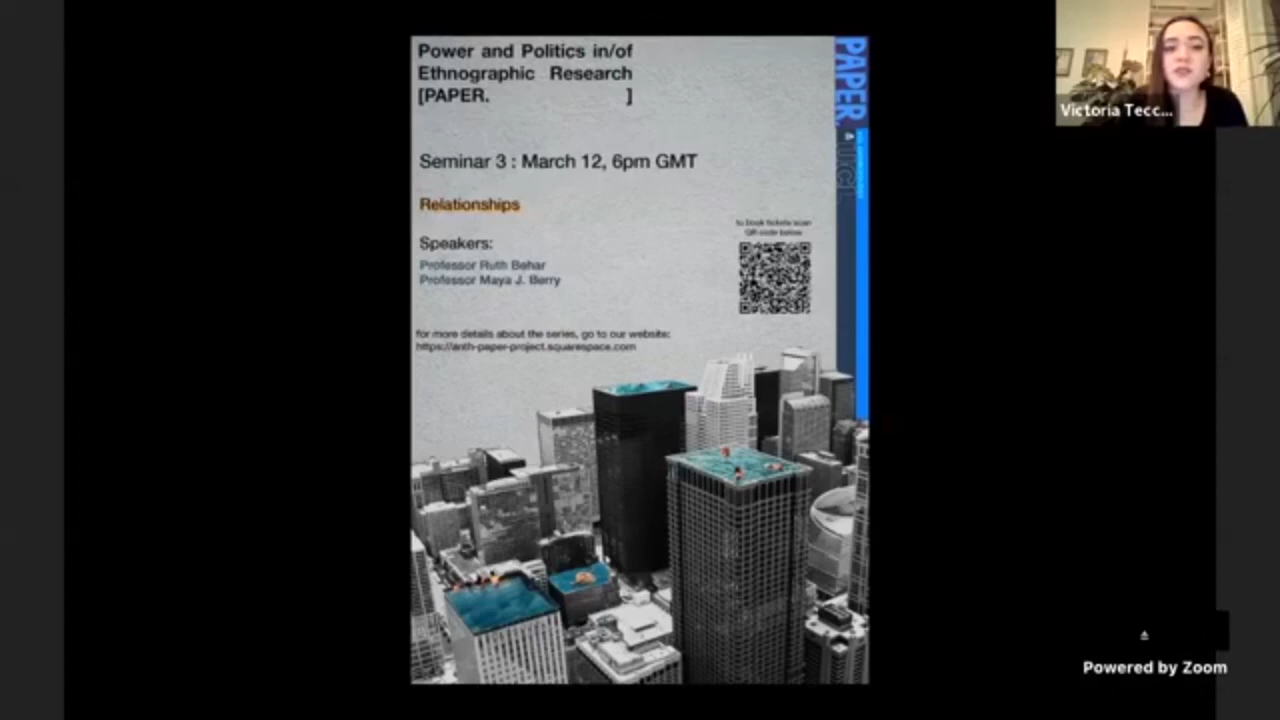 Power and Politics in/of
Ethnographic Research
[PAPER. ]
Seminar 3 : March 12, 6pm GMT
Relationships
Speakers:
Professor Ruth Behar
Professor Maya J. Berry
to book tickets scan
QR code below
for more details about the series, go to our website:
https://anth-paper-project.squarespace.com
PAPER.
UCL
Victoria Tecc...
Powered by Zoom